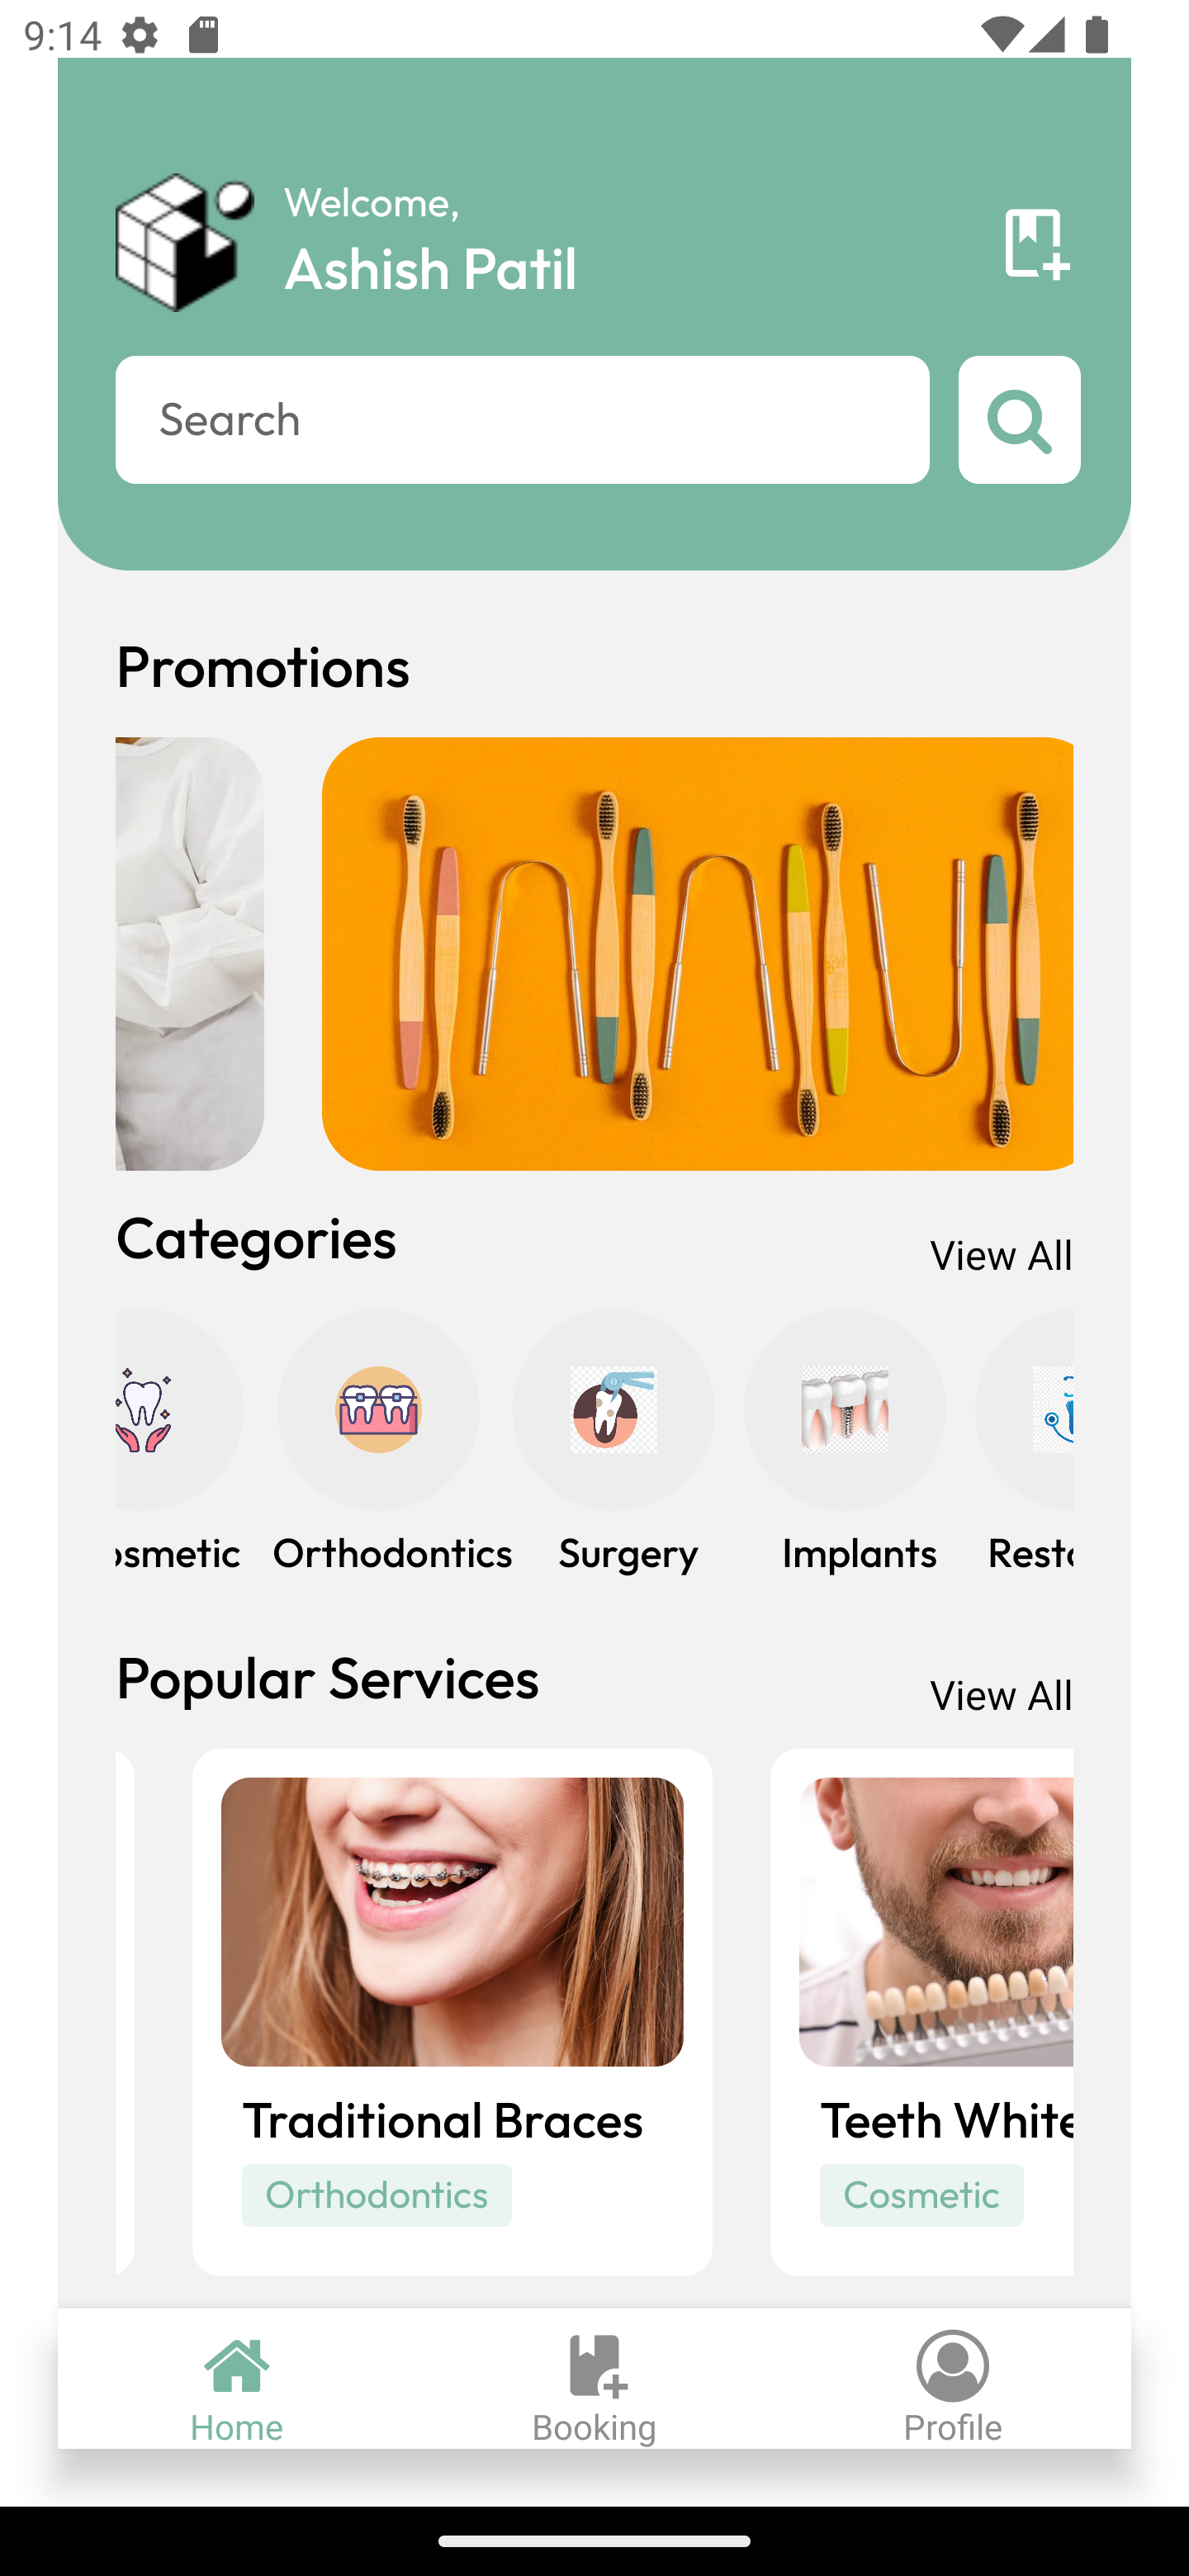 9:14
Welcome,
Ashish Patil
Search
Promotions
Categories
View All
osmetic Orthodontics Surgery Implants Resto
Popular Services
View All
Traditional Braces
Teeth White
Orthodontics
Cosmetic
Home
Booking
Profile